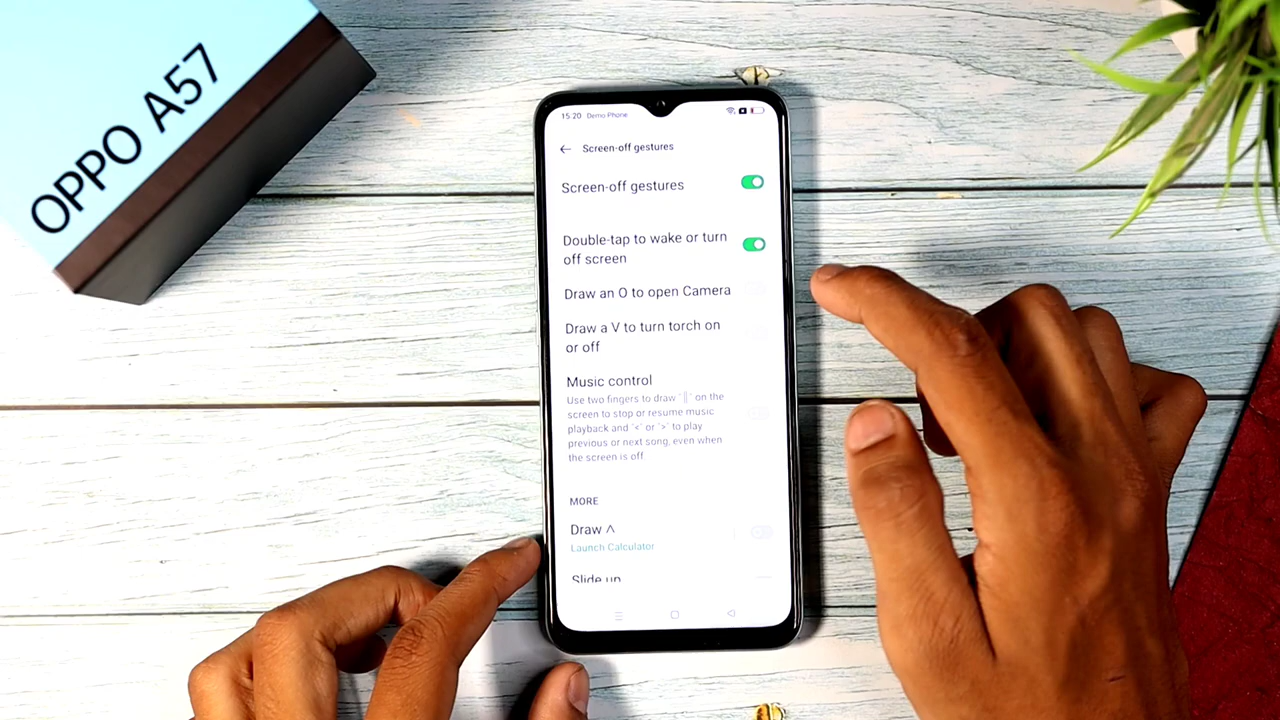 OPPO A57
15:20 Demo Phone
Screen-off gestures
Screen-off gestures
Double-tap to wake or turn
off screen
Draw an O to open Camera
Draw a V to turn torch on
or off
Music control
Use two fingers to draw "||" on the
screen to stop or resume music
playback and "<" or ">" to play
previous or next song, even when
the screen is off
MORE
Draw ^
Launch Calculator
Slide up